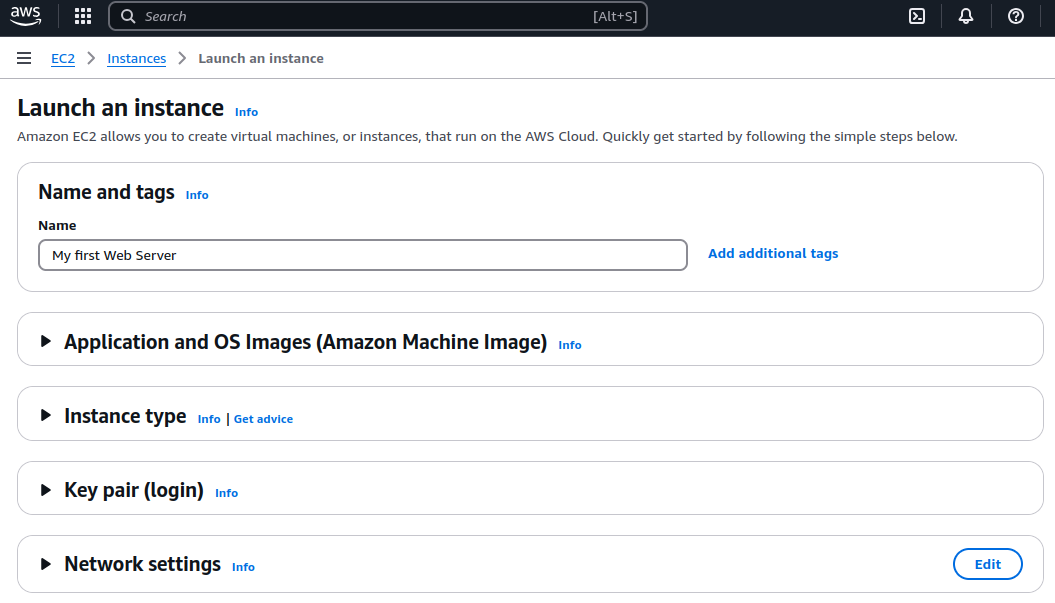 aws Search [Alt+S]
EC2 Instances Launch an instance
Launch an instance Info
Amazon EC2 allows you to create virtual machines, or instances, that run on the AWS Cloud. Quickly get started by following the simple steps below.
Name and tags Info
Name
My first Web Server Add additional tags
Application and OS Images (Amazon Machine Image) Info
Instance type Info | Get advice
Key pair (login) Info
Network settings Info Edit